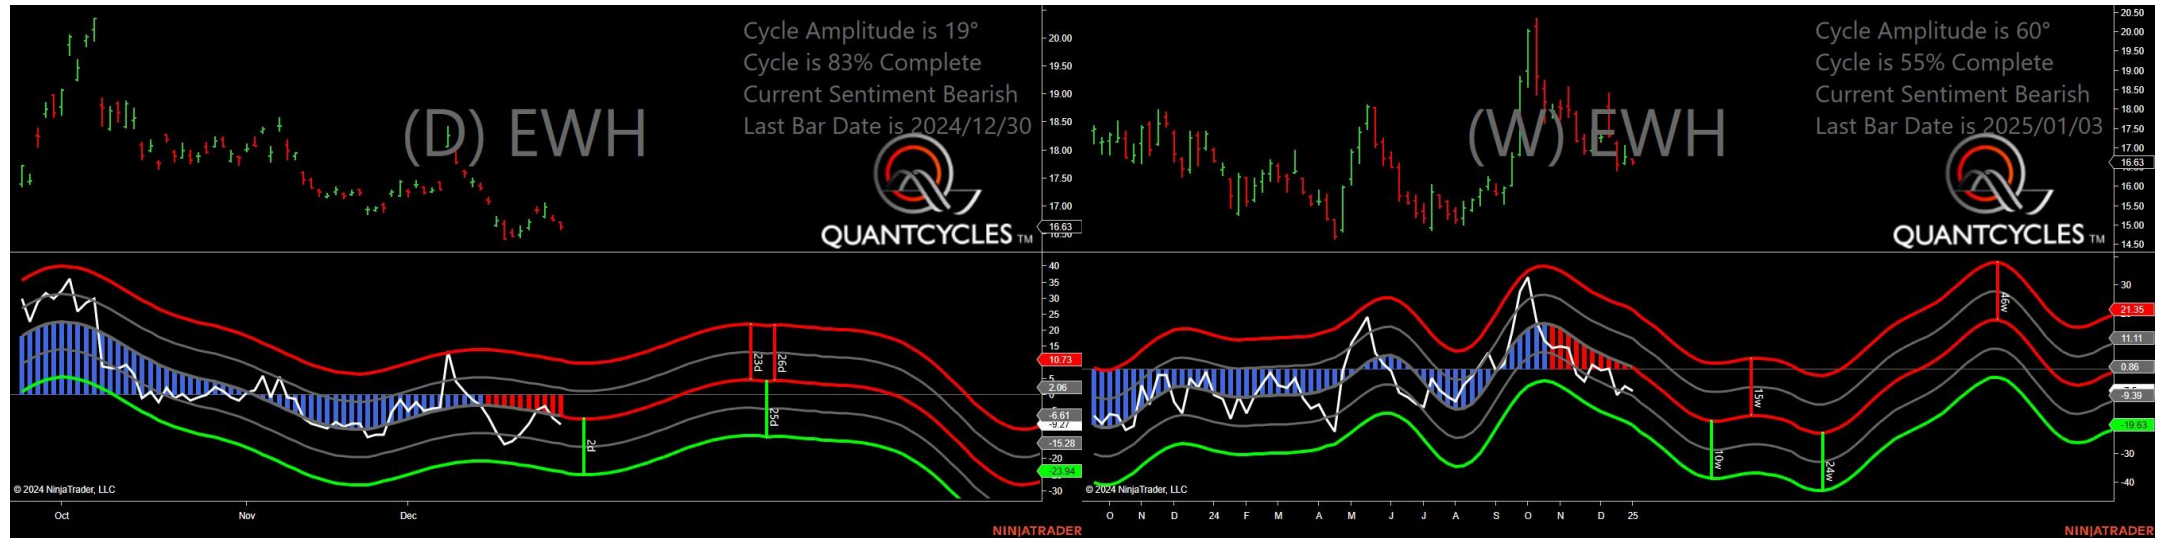 Cycle Amplitude is 19°
Cycle is 83% Complete
Current Sentiment Bearish
Last Bar Date is 2024/12/30
(D) EWH
QUANTCYCLES TM
20.00
19.50
19.00
18.50
18.00
17.50
17.00
16.63
16.50
40
35
30
25
20
15
10.73
5
2.06
0
-6.61
-9.27
-15.28
-20
-23.94
-30
23d
26d
25d
2d
© 2024 NinjaTrader, LLC
Oct
Nov
Dec
NINJATRADER
Cycle Amplitude is 60°
Cycle is 55% Complete
Current Sentiment Bearish
Last Bar Date is 2025/01/03
(W) EWH
QUANTCYCLES TM
20.50
20.00
19.50
19.00
18.50
18.00
17.50
17.00
16.63
16.00
15.50
15.00
14.50
30
21.35
11.11
0.86
-9.39
-19.63
-30
-40
46w
15w
10w
24w
© 2024 NinjaTrader, LLC
O N D 24 F M A M J J A S O N D 25
NINJATRADER